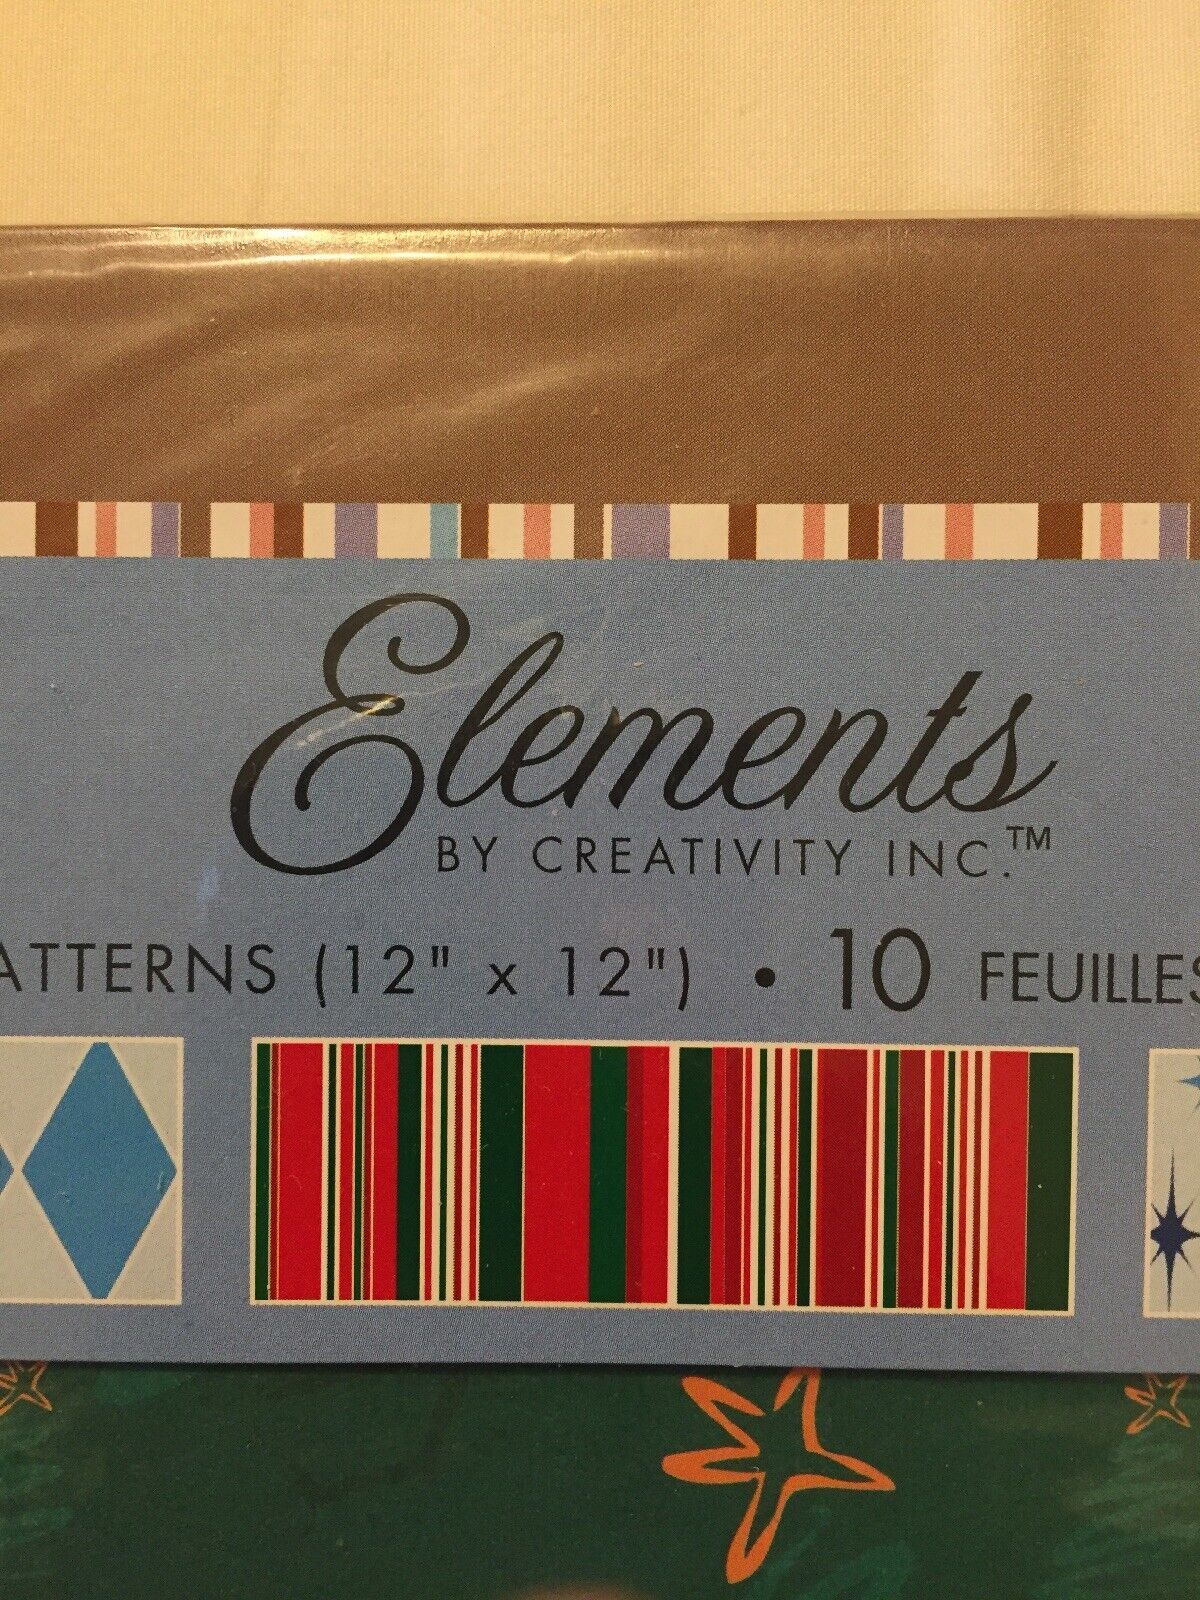 Elements
BY CREATIVITY INC.™
ATTERNS (12" x 12") • 10 FEUILLES